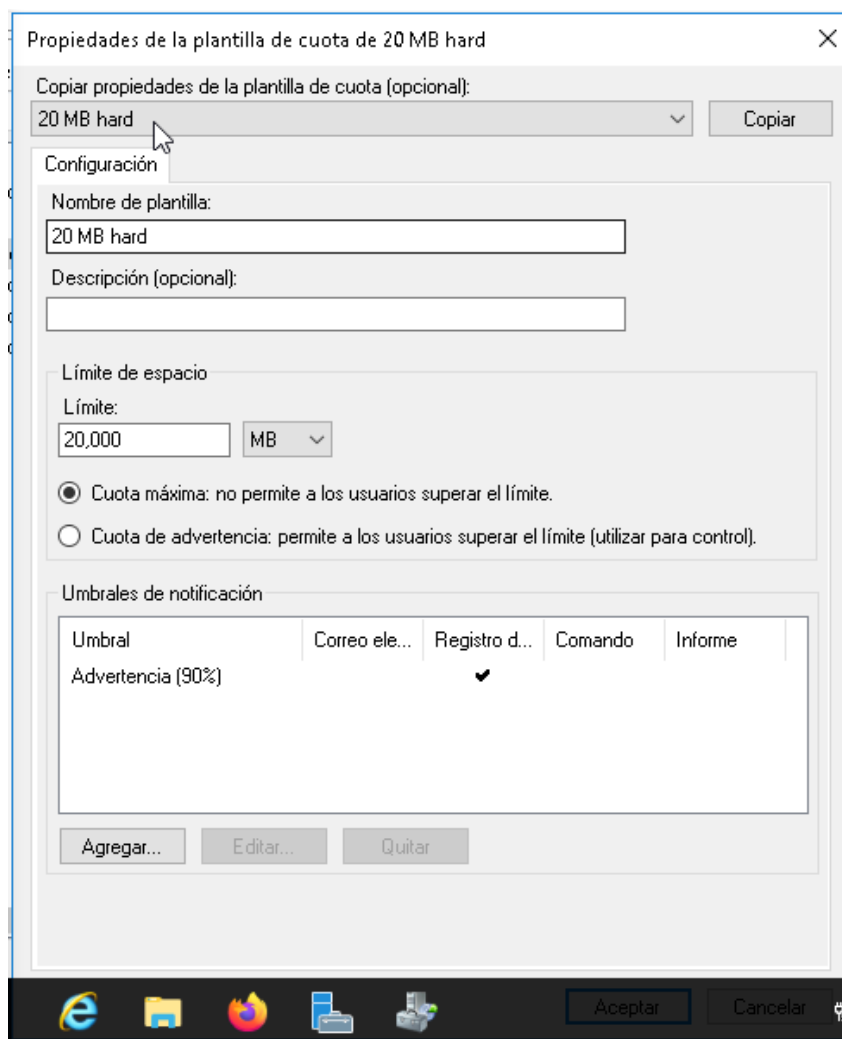 Propiedades de la plantilla de cuota de 20 MB hard
Copiar propiedades de la plantilla de cuota (opcional):
20 MB hard
Copiar
Configuración
Nombre de plantilla:
20 MB hard
Descripción (opcional):
Límite de espacio
Límite:
20,000 MB
Cuota máxima: no permite a los usuarios superar el límite.
Cuota de advertencia: permite a los usuarios superar el límite (utilizar para control).
Umbrales de notificación
Umbral Correo ele... Registro d... Comando Informe
Advertencia (90%)
Agregar... Editar... Quitar
Aceptar Cancelar